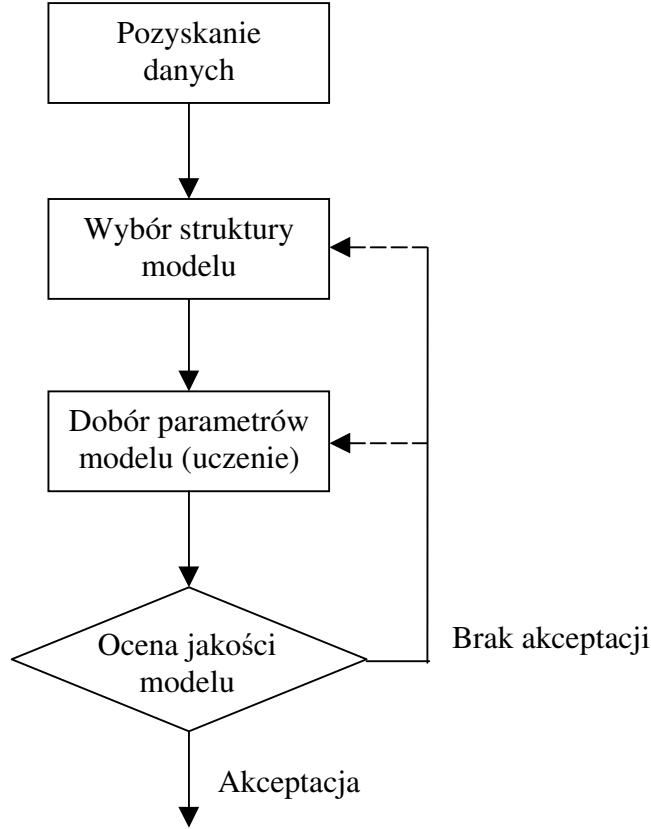 Pozyskanie
danych
Wybór struktury
modelu
Dobór parametrów
modelu (uczenie)
Ocena jakości
modelu
Brak akceptacji
Akceptacja